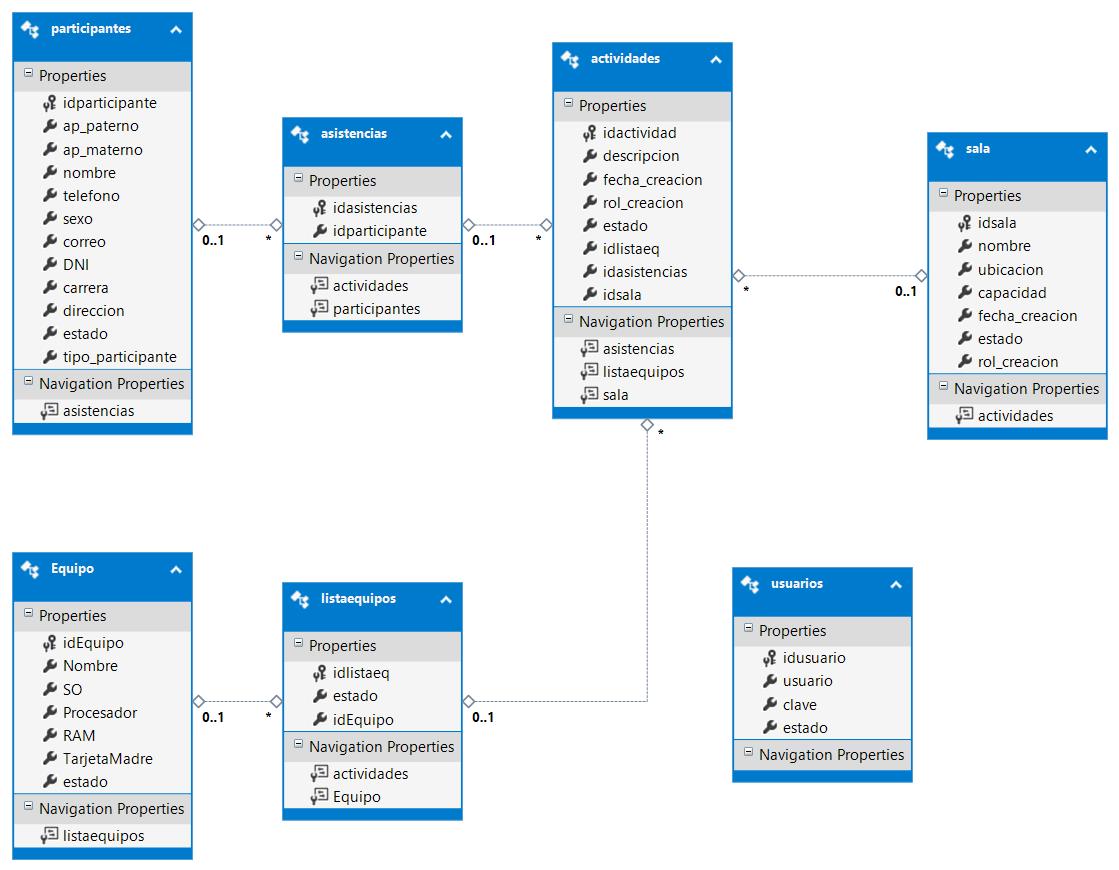 participantes
Properties
idparticipante
ap_paterno
ap_materno
nombre
telefono
sexo
correo
DNI
carrera
direccion
estado
tipo_participante
Navigation Properties
asistencias
0..1
*
asistencias
Properties
idasistencias
idparticipante
Navigation Properties
actividades
participantes
0..1
*
actividades
Properties
idactividad
descripcion
fecha_creacion
rol_creacion
estado
idlistaeq
idasistencias
idsala
Navigation Properties
asistencias
listaequipos
sala
*
0..1
*
sala
Properties
idsala
nombre
ubicacion
capacidad
fecha_creacion
estado
rol_creacion
Navigation Properties
actividades
Equipo
Properties
idEquipo
Nombre
SO
Procesador
RAM
TarjetaMadre
estado
Navigation Properties
listaequipos
0..1
*
listaequipos
Properties
idlistaeq
estado
idEquipo
Navigation Properties
actividades
Equipo
0..1
usuarios
Properties
idusuario
usuario
clave
estado
Navigation Properties